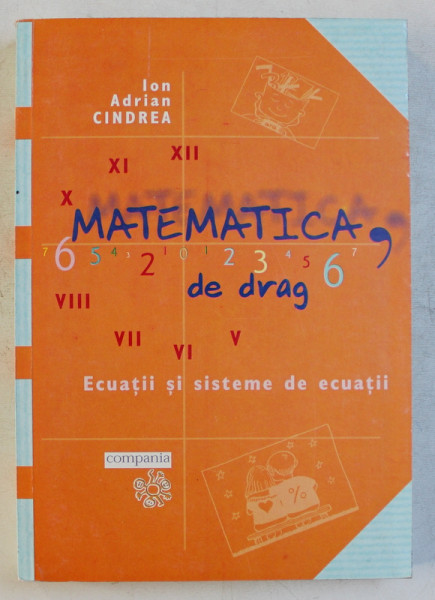 Ion
Adrian
CINDREA
XII
XI
X
MATEMATICA,
7 6 5 4 3 2 1 0 1 2 3 4 5 6 7
de drag
VIII
VII
VI
V
Ecuații și sisteme de ecuații
compania
%